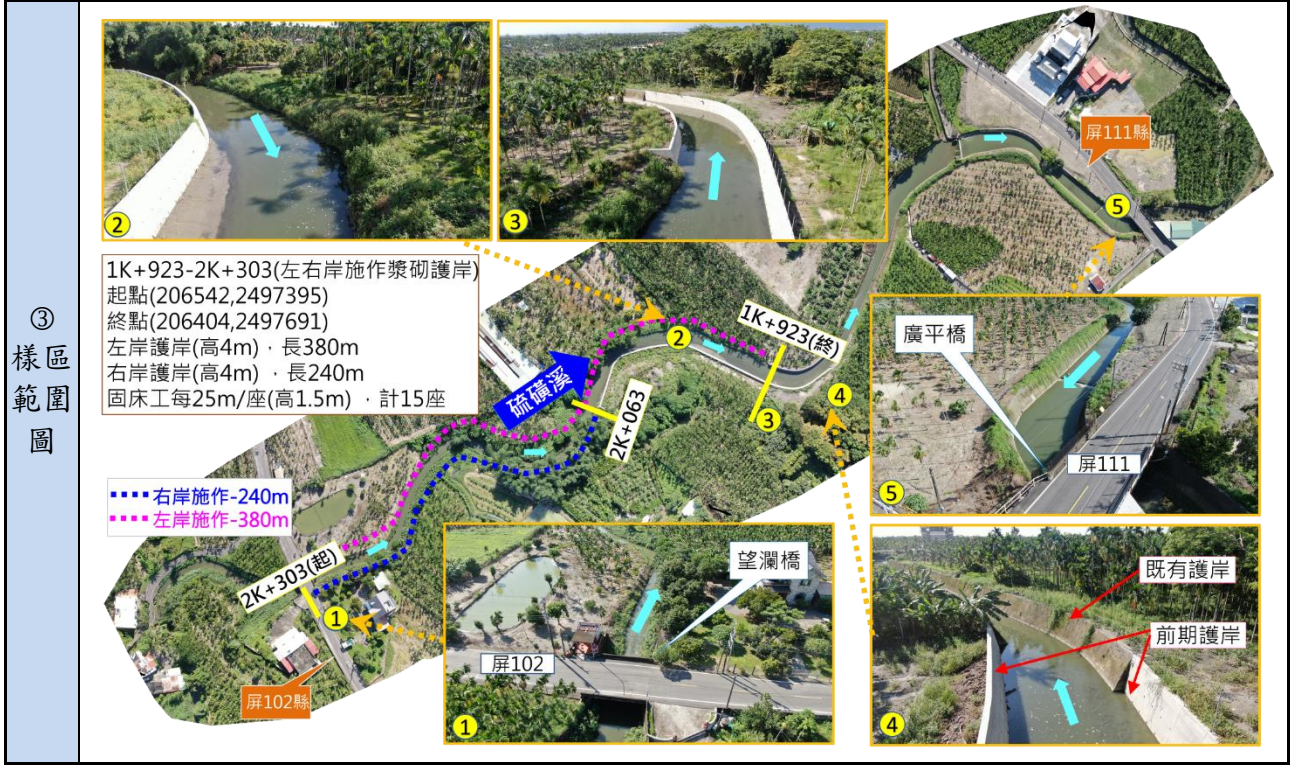 ③
樣區
範圍
圖
②
③
屏111縣
⑤
1K+923-2K+303(左右岸施作漿砌護岸)
起點(206542,2497395)
終點(206404,2497691)
左岸護岸(高4m)，長380m
右岸護岸(高4m) ，長240m
固床工每25m/座(高1.5m) ，計15座
1K+923(終)
②
③
④
硫磺溪
2K+063
右岸施作-240m
左岸施作-380m
2K+303(起)
①
屏102縣
望瀾橋
屏102
①
廣平橋
屏111
⑤
既有護岸
前期護岸
④